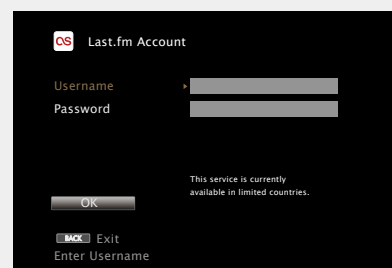 Last.fm Account
Username
Password
This service is currently
available in limited countries.
OK
BACK Exit
Enter Username